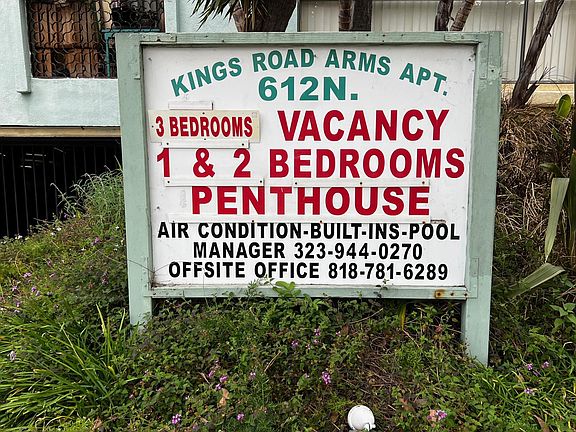 KINGS ROAD ARMS APT.
612N.
3 BEDROOMS VACANCY
1 & 2 BEDROOMS
PENTHOUSE
AIR CONDITION-BUILT-INS-POOL
MANAGER 323-944-0270
OFFSITE OFFICE 818-781-6289